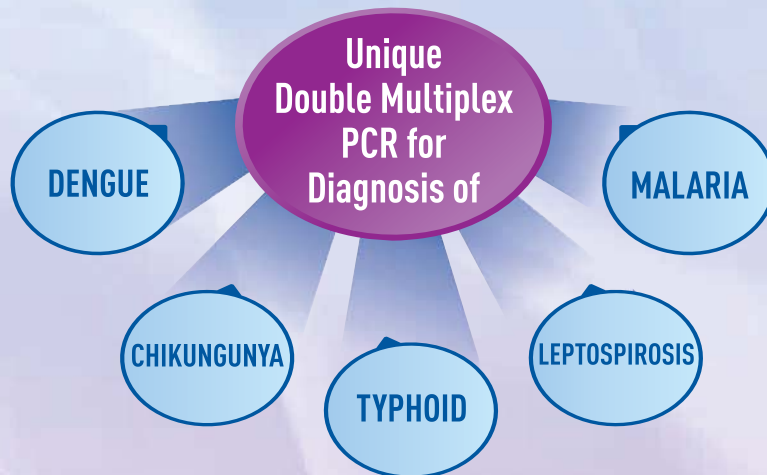 Unique
Double Multiplex
PCR for
Diagnosis of
DENGUE
MALARIA
CHIKUNGUNYA
LEPTOSPIROSIS
TYPHOID